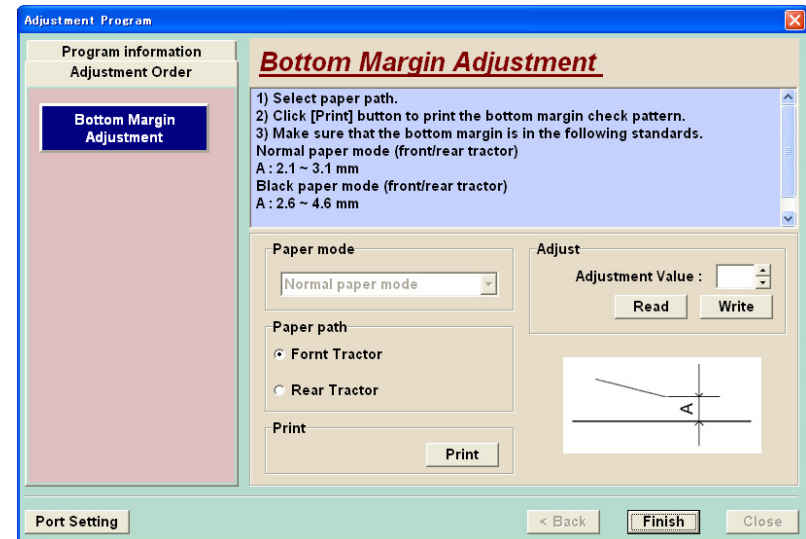 Adjustment Program
Program information
Adjustment Order
Bottom Margin
Adjustment
Bottom Margin Adjustment
1) Select paper path.
2) Click [Print] button to print the bottom margin check pattern.
3) Make sure that the bottom margin is in the following standards.
Normal paper mode (front/rear tractor)
A : 2.1 ~ 3.1 mm
Black paper mode (front/rear tractor)
A : 2.6 ~ 4.6 mm
Paper mode
Normal paper mode
Paper path
Fornt Tractor
Rear Tractor
Print
Print
Adjust
Adjustment Value :
Read Write
A
Port Setting
< Back Finish Close